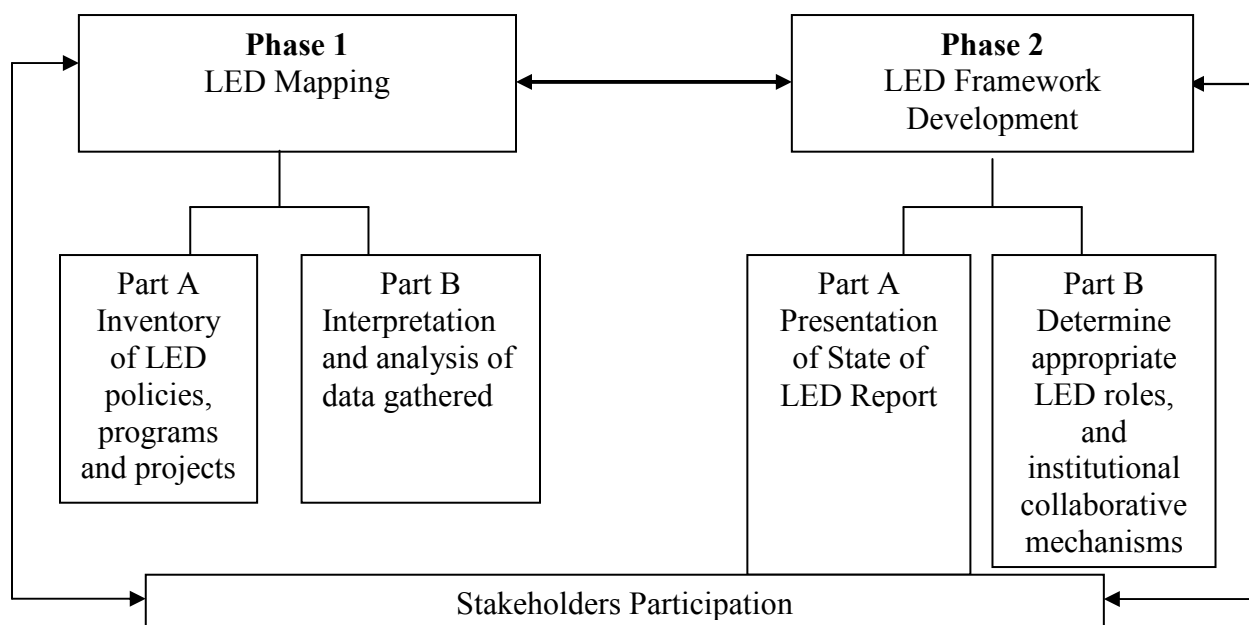 Phase 1
LED Mapping
Phase 2
LED Framework
Development
Part A
Inventory
of LED
policies,
programs
and projects
Part B
Interpretation
and analysis of
data gathered
Part A
Presentation
of State of
LED Report
Part B
Determine
appropriate
LED roles,
and
institutional
collaborative
mechanisms
Stakeholders Participation